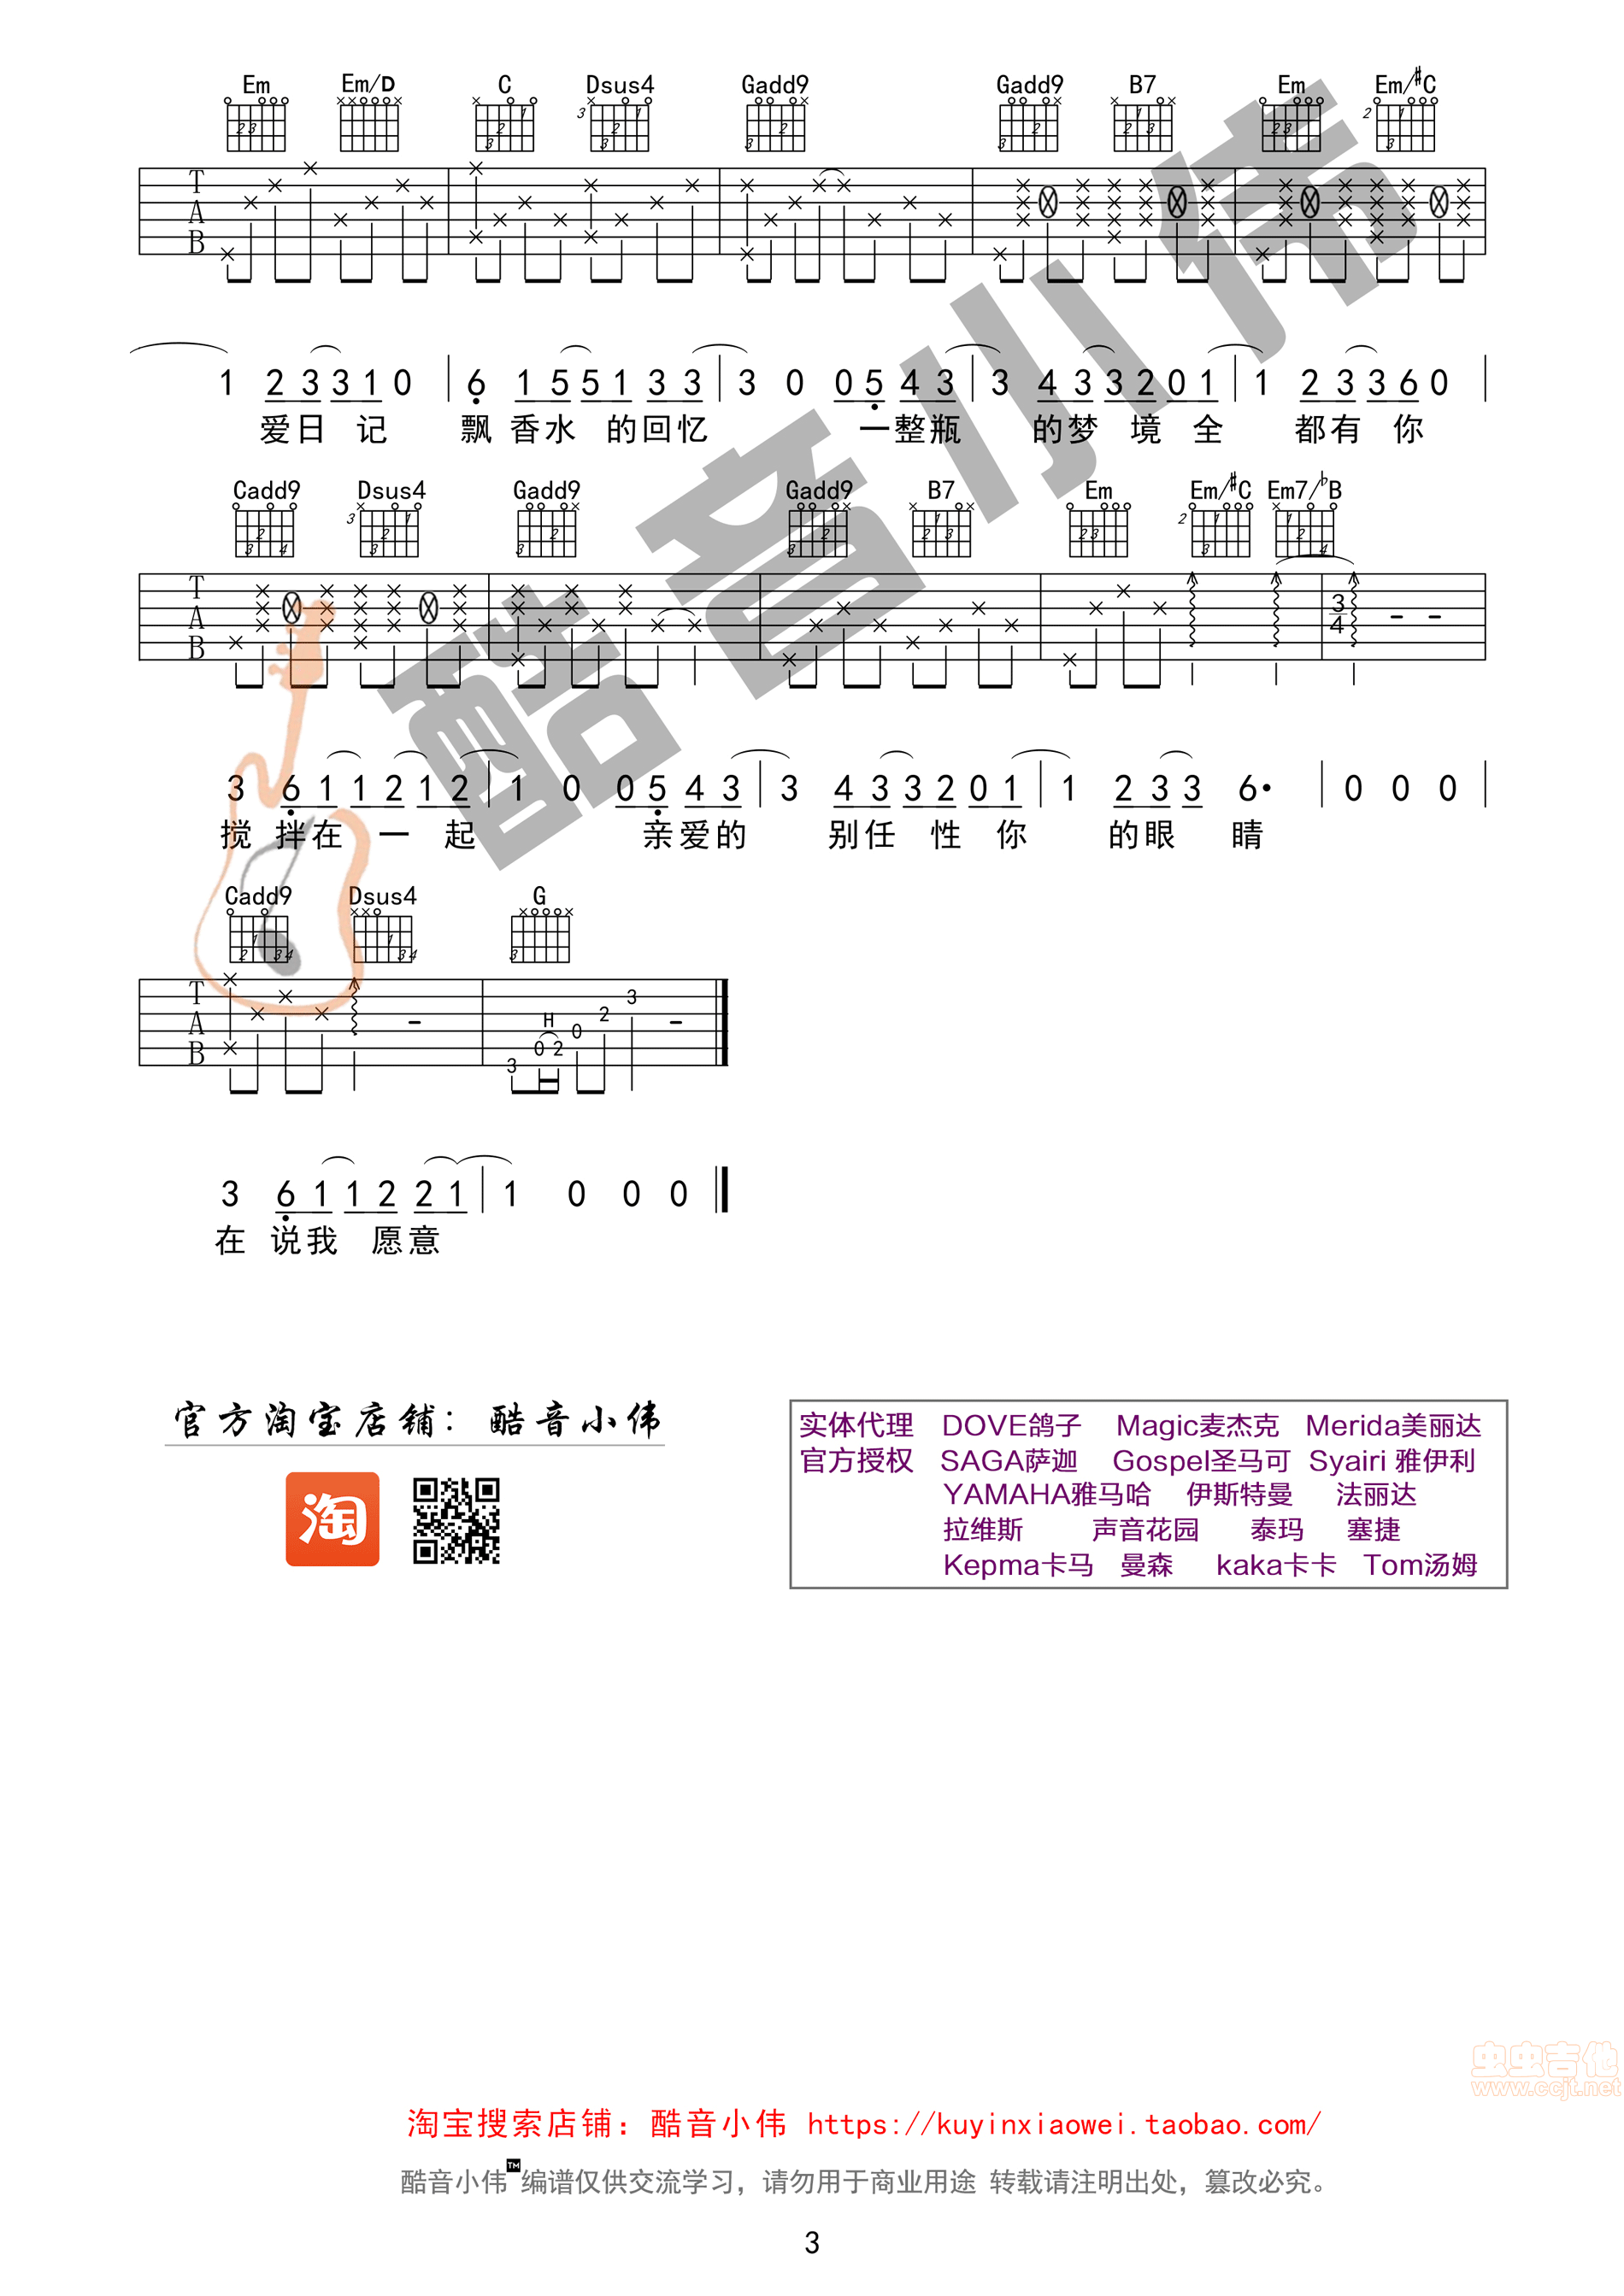 Em Em/D C Dsus4 Gadd9 Gadd9 B7 Em Em/#C
3 2
T
A
B
1 2 3 3 1 0 6 1 5 5 1 3 3 3 0 0 5 4 3 3 4 3 3 2 0 1 1 2 3 3 6 0
爱日 记 飘 香水 的回忆 一整瓶 的梦 境 全 都有 你
Cadd9 Dsus4 Gadd9 Gadd9 B7 Em Em/#C Em7/bB
3 2
T
A
B
3
4
3 6 1 1 2 1 2 1 0 0 5 4 3 3 4 3 3 2 0 1 1 2 3 3 6· 0 0 0
搅 拌在 一 起 亲爱的 别任 性 你 的眼 睛
Cadd9 Dsus4 G
T
A
B
H
3 0 2 0 2 3
3 6 1 1 2 2 1 1 0 0 0
在 说我 愿意
酷音小伟
官方淘宝店铺：酷音小伟
淘
实体代理 DOVE鸽子 Magic麦杰克 Merida美丽达
官方授权 SAGA萨迦 Gospel圣马可 Syairi 雅伊利
YAMAHA雅马哈 伊斯特曼 法丽达
拉维斯 声音花园 泰玛 塞捷
Kepma卡马 曼森 kaka卡卡 Tom汤姆
虫虫吉他
www.ccjt.net
淘宝搜索店铺：酷音小伟 https://kuyinxiaowei.taobao.com/
酷音小伟TM编谱仅供交流学习，请勿用于商业用途 转载请注明出处，篡改必究。
3